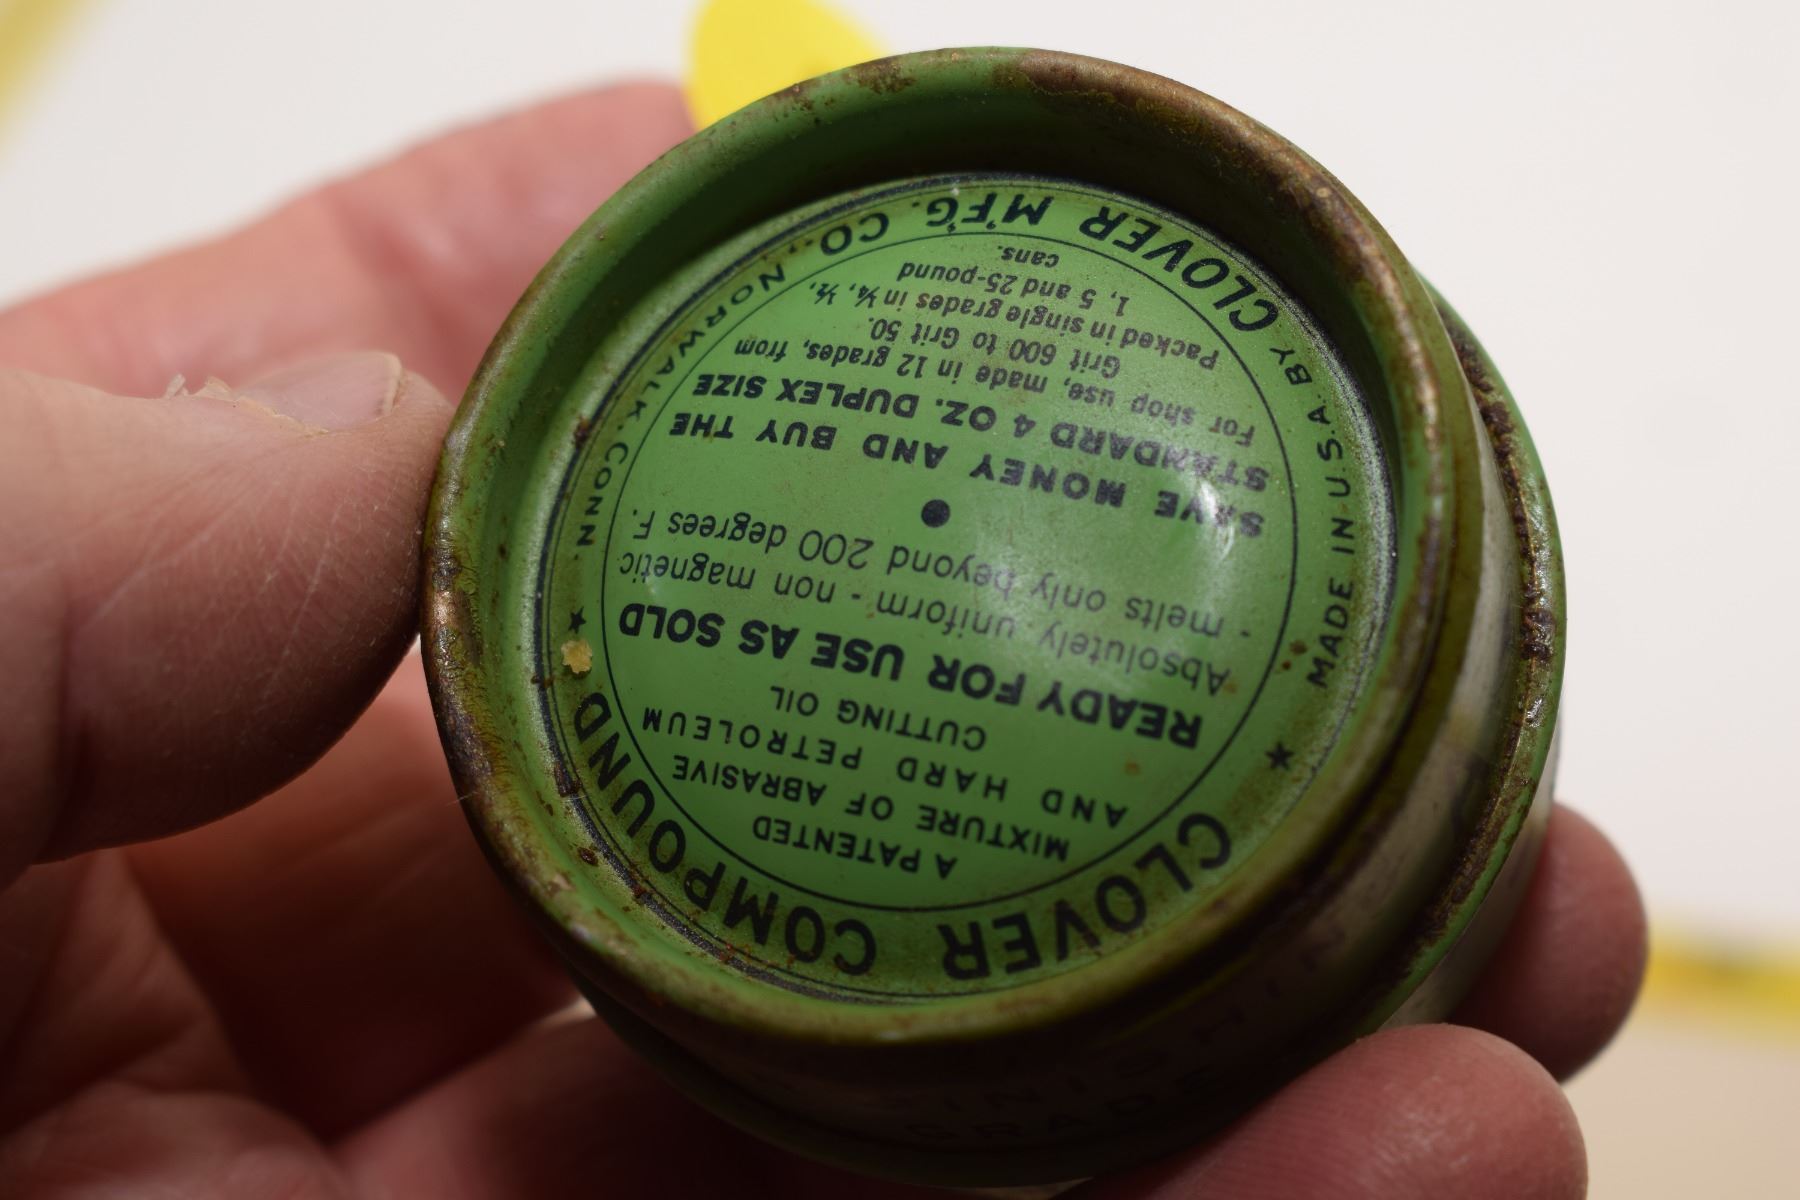 CLOVER COMPOUND
A PATENTED
MIXTURE OF ABRASIVE
AND HARD PETROLEUM
CUTTING OIL
READY FOR USE AS SOLD
Absolutely uniform - non magnetic
- melts only beyond 200 degrees F.
●
SAVE MONEY AND BUY THE
STANDARD 4 OZ. DUPLEX SIZE
For shop use, made in 12 grades, from
Grit 600 to Grit 50.
Packed in single grades in ¼, ½,
1, 5 and 25-pound
cans.
★ MADE IN U.S.A. BY CLOVER M'F'G. CO., NORWALK, CONN. ★
FINISHING
GRADE